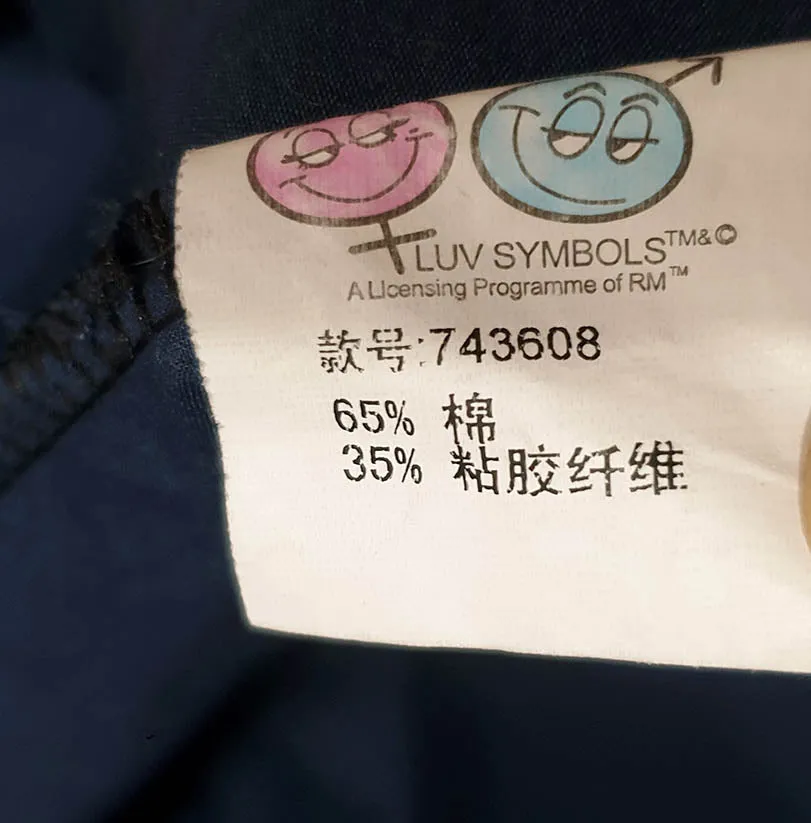 LUV SYMBOLS™&©
A Licensing Programme of RM™
款号:743608
65% 棉
35% 粘胶纤维